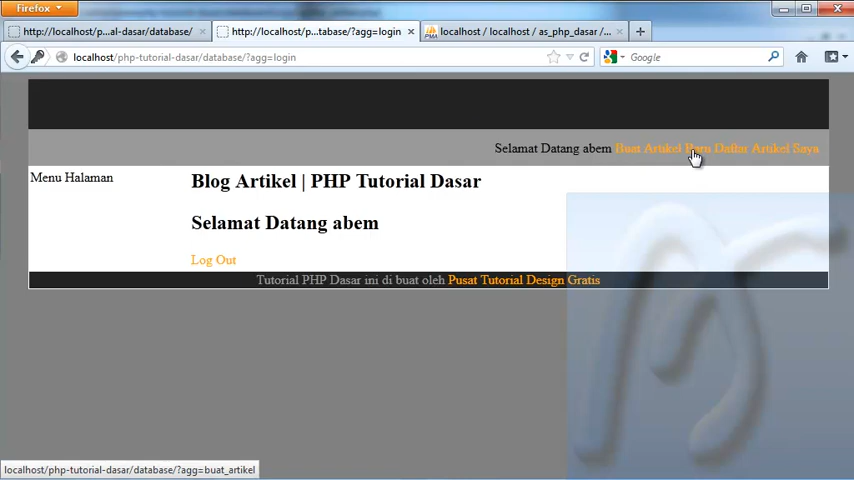 Firefox
http://localhost/p...al-dasar/database/
http://localhost/p...tabase/?agg=login
localhost / localhost / as_php_dasar /...
localhost/php-tutorial-dasar/database/?agg=login
Google
Selamat Datang abem Buat Artikel Baru Daftar Artikel Saya
Menu Halaman
Blog Artikel | PHP Tutorial Dasar
Selamat Datang abem
Log Out
Tutorial PHP Dasar ini di buat oleh Pusat Tutorial Design Gratis
localhost/php-tutorial-dasar/database/?agg=buat_artikel